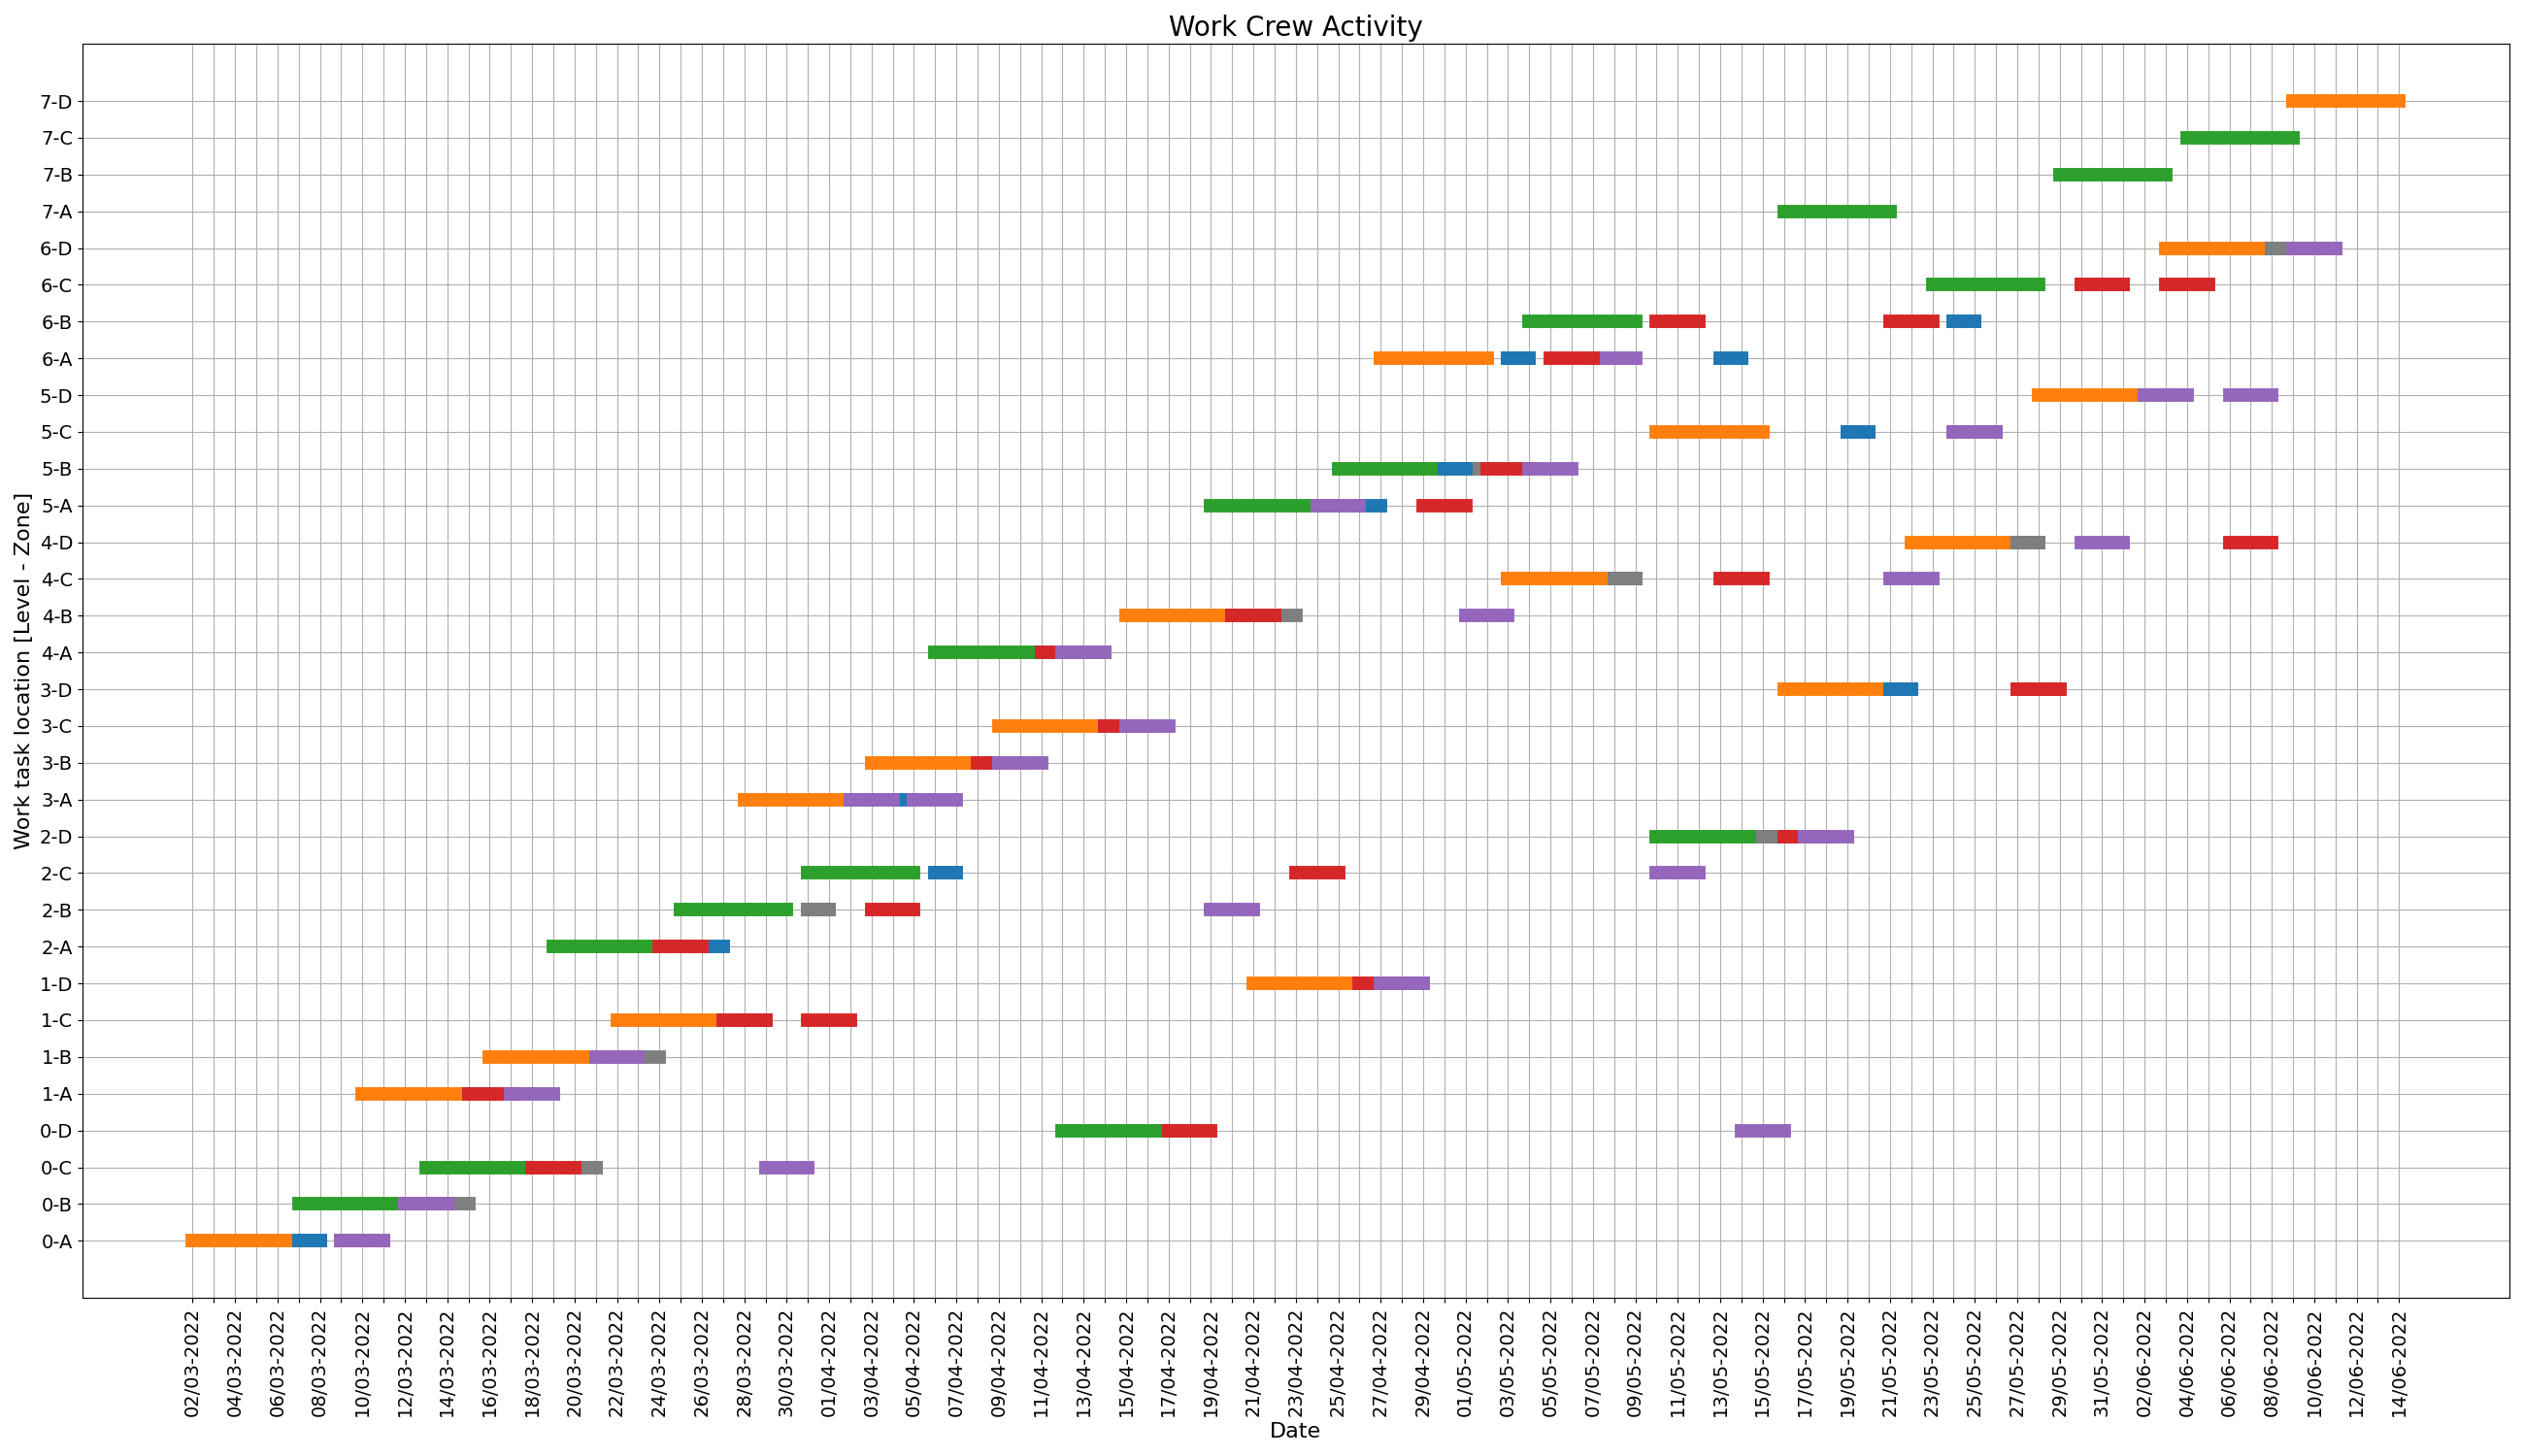 Work Crew Activity
Work task location [Level - Zone]
7-D
7-C
7-B
7-A
6-D
6-C
6-B
6-A
5-D
5-C
5-B
5-A
4-D
4-C
4-B
4-A
3-D
3-C
3-B
3-A
2-D
2-C
2-B
2-A
1-D
1-C
1-B
1-A
0-D
0-C
0-B
0-A
02/03-2022
04/03-2022
06/03-2022
08/03-2022
10/03-2022
12/03-2022
14/03-2022
16/03-2022
18/03-2022
20/03-2022
22/03-2022
24/03-2022
26/03-2022
28/03-2022
30/03-2022
01/04-2022
03/04-2022
05/04-2022
07/04-2022
09/04-2022
11/04-2022
13/04-2022
15/04-2022
17/04-2022
19/04-2022
21/04-2022
23/04-2022
25/04-2022
27/04-2022
29/04-2022
01/05-2022
03/05-2022
05/05-2022
07/05-2022
09/05-2022
11/05-2022
13/05-2022
15/05-2022
17/05-2022
19/05-2022
21/05-2022
23/05-2022
25/05-2022
27/05-2022
29/05-2022
31/05-2022
02/06-2022
04/06-2022
06/06-2022
08/06-2022
10/06-2022
12/06-2022
14/06-2022
Date